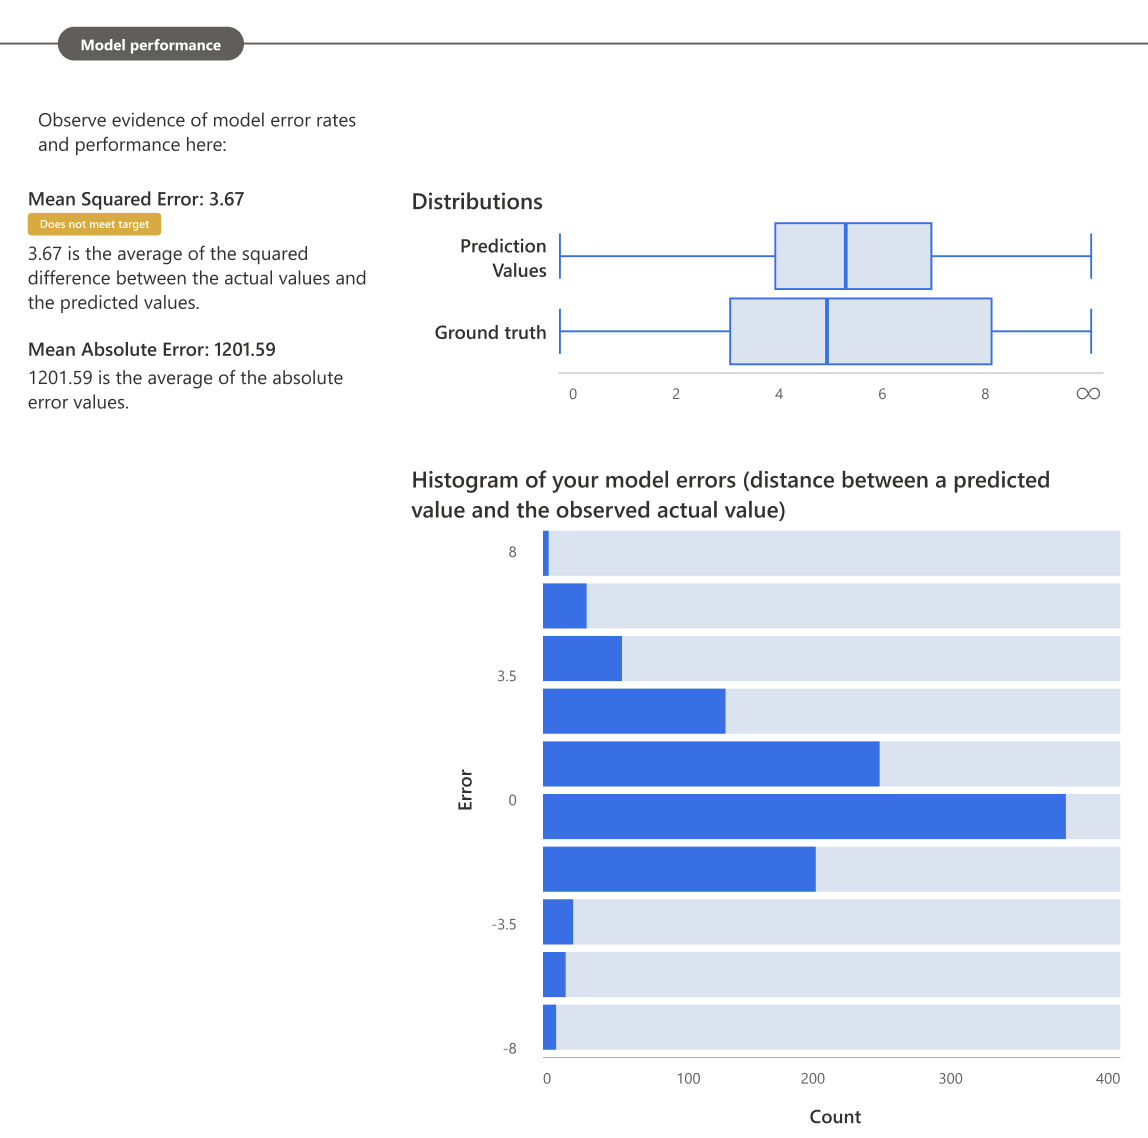 Model performance
Observe evidence of model error rates
and performance here:
Mean Squared Error: 3.67
Does not meet target
3.67 is the average of the squared
difference between the actual values and
the predicted values.
Mean Absolute Error: 1201.59
1201.59 is the average of the absolute
error values.
Distributions
Prediction
Values
Ground truth
0 2 4 6 8 ∞
Histogram of your model errors (distance between a predicted
value and the observed actual value)
8
3.5
Error
0
-3.5
-8
0 100 200 300 400
Count